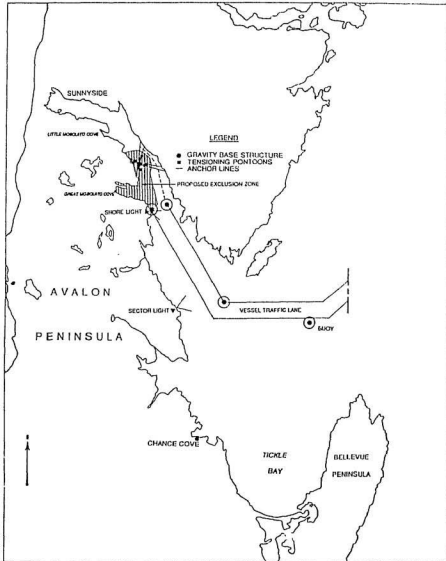 SUNNYSIDE
LITTLE MOSQUITO COVE
LEGEND
GRAVITY BASE STRUCTURE
TENSIONING PONTOONS
ANCHOR LINES
PROPOSED EXCLUSION ZONE
GREAT MOSQUITO COVE
SHORE LIGHT
AVALON
PENINSULA
SECTOR LIGHT
VESSEL TRAFFIC LANE
BUOY
CHANCE COVE
TICKLE
BAY
BELLEVUE
PENINSULA